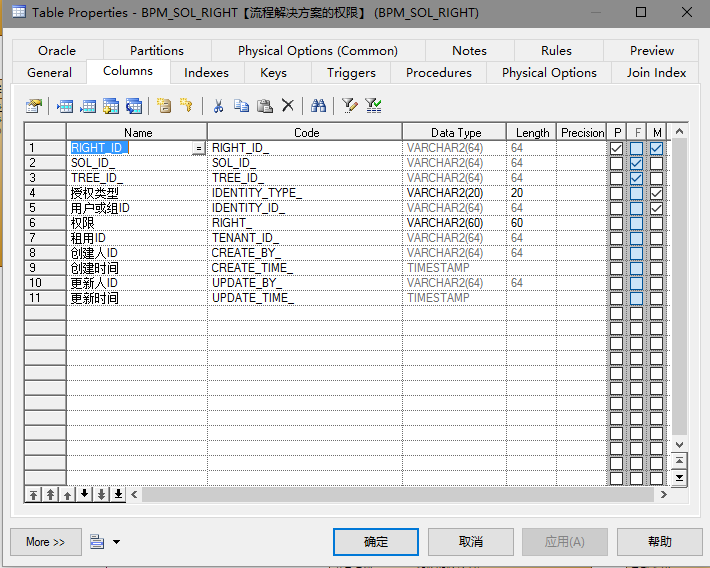 Table Properties - BPM_SOL_RIGHT【流程解决方案的权限】 (BPM_SOL_RIGHT)
Oracle Partitions Physical Options (Common) Notes Rules Preview
General Columns Indexes Keys Triggers Procedures Physical Options Join Index
Name Code Data Type Length Precision P F M
1 RIGHT_ID_ = RIGHT_ID_ VARCHAR2(64) 64
2 SOL_ID_ SOL_ID_ VARCHAR2(64) 64
3 TREE_ID_ TREE_ID_ VARCHAR2(64) 64
4 授权类型 IDENTITY_TYPE_ VARCHAR2(20) 20
5 用户或组ID IDENTITY_ID_ VARCHAR2(64) 64
6 权限 RIGHT_ VARCHAR2(60) 60
7 租用ID TENANT_ID_ VARCHAR2(64) 64
8 创建人ID CREATE_BY_ VARCHAR2(64) 64
9 创建时间 CREATE_TIME_ TIMESTAMP
10 更新人ID UPDATE_BY_ VARCHAR2(64) 64
11 更新时间 UPDATE_TIME_ TIMESTAMP
More >> 确定 取消 应用(A) 帮助